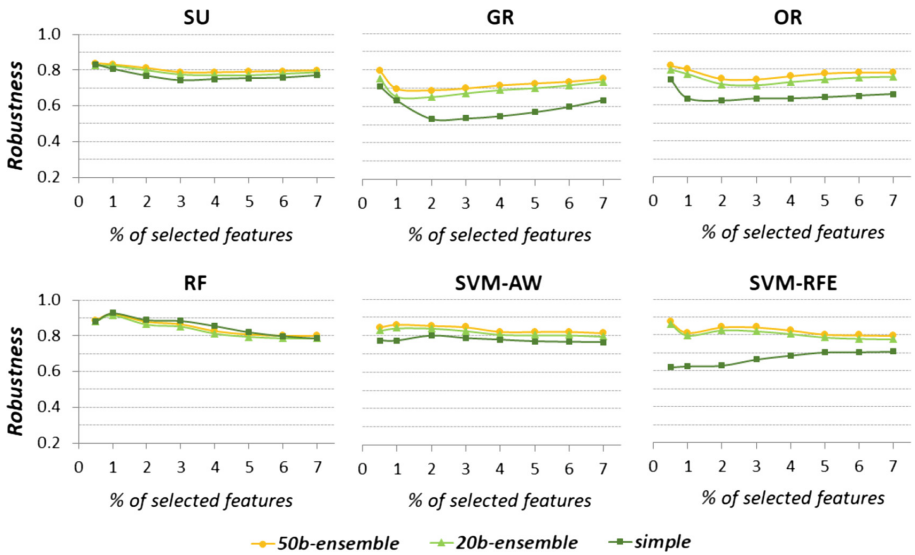 SU GR OR
Robustness
1.0
0.8
0.6
0.4
0.2
0 1 2 3 4 5 6 7 0 1 2 3 4 5 6 7 0 1 2 3 4 5 6 7
% of selected features % of selected features % of selected features
RF SVM-AW SVM-RFE
Robustness
1.0
0.8
0.6
0.4
0.2
0 1 2 3 4 5 6 7 0 1 2 3 4 5 6 7 0 1 2 3 4 5 6 7
% of selected features % of selected features % of selected features
50b-ensemble 20b-ensemble simple